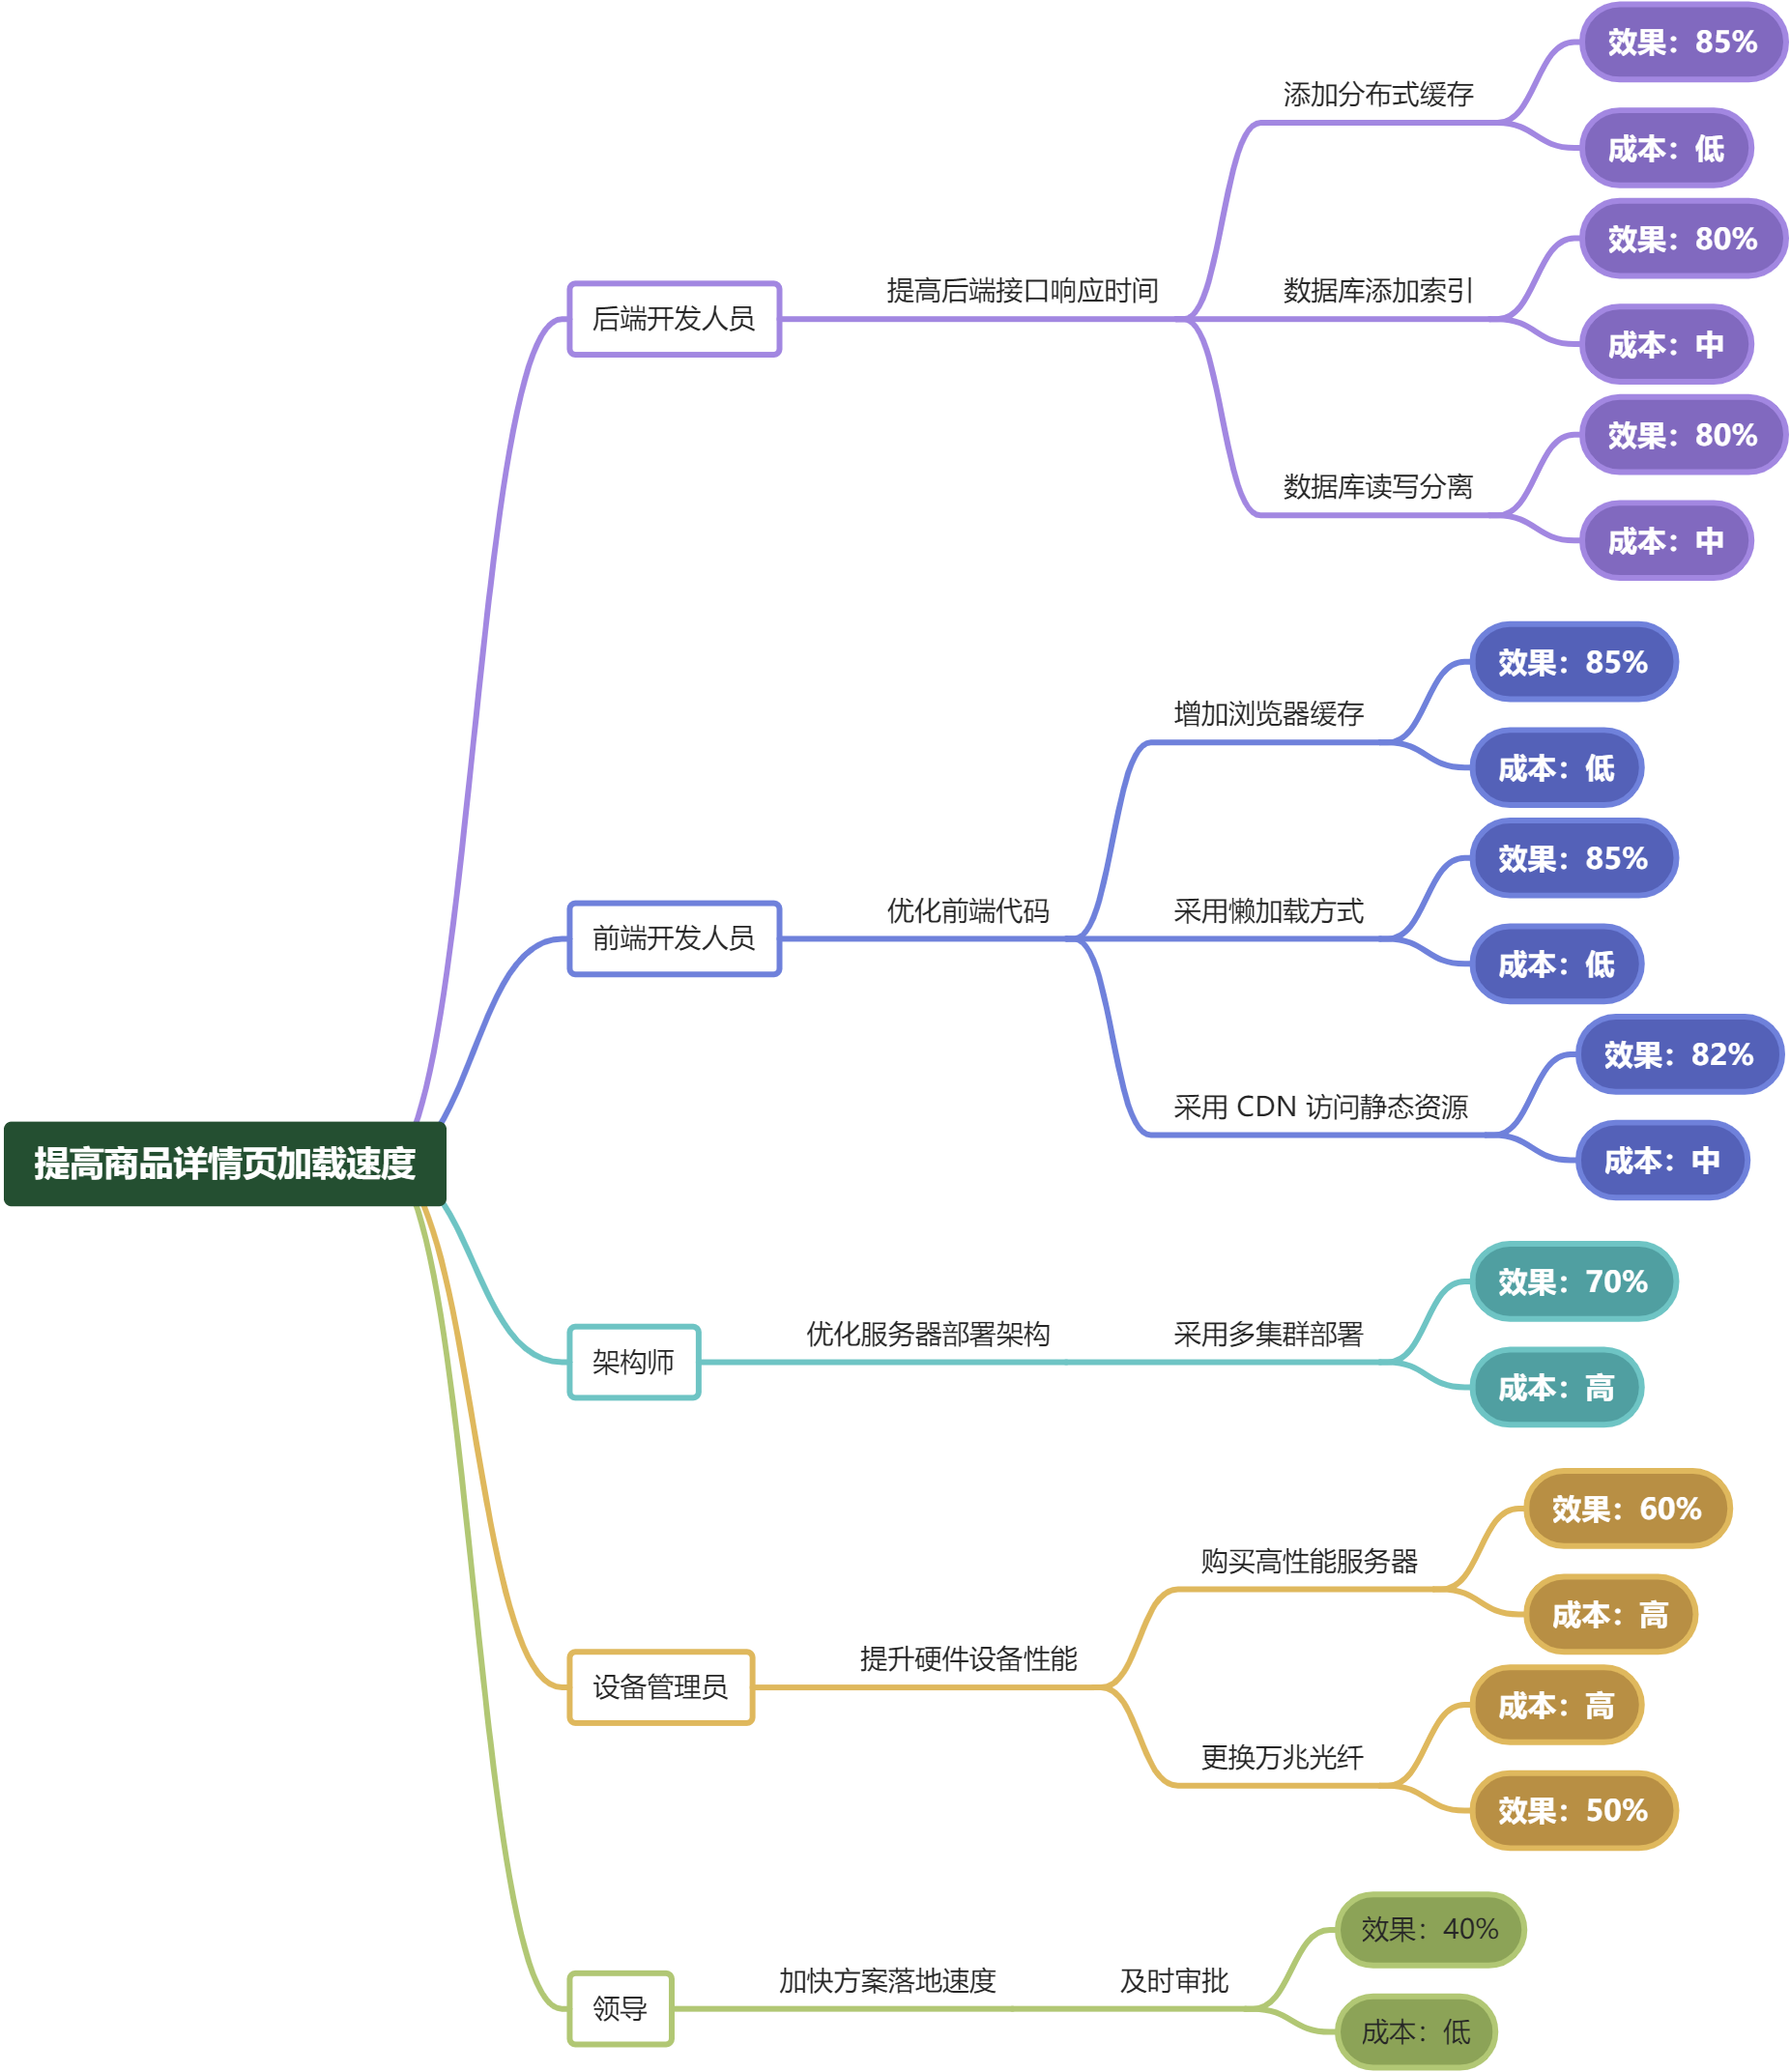 提高商品详情页加载速度
后端开发人员
提高后端接口响应时间
添加分布式缓存
效果：85%
成本：低
数据库添加索引
效果：80%
成本：中
数据库读写分离
效果：80%
成本：中
前端开发人员
优化前端代码
增加浏览器缓存
效果：85%
成本：低
采用懒加载方式
效果：85%
成本：低
采用 CDN 访问静态资源
效果：82%
成本：中
架构师
优化服务器部署架构
采用多集群部署
效果：70%
成本：高
设备管理员
提升硬件设备性能
购买高性能服务器
效果：60%
成本：高
更换万兆光纤
成本：高
效果：50%
领导
加快方案落地速度
及时审批
效果：40%
成本：低